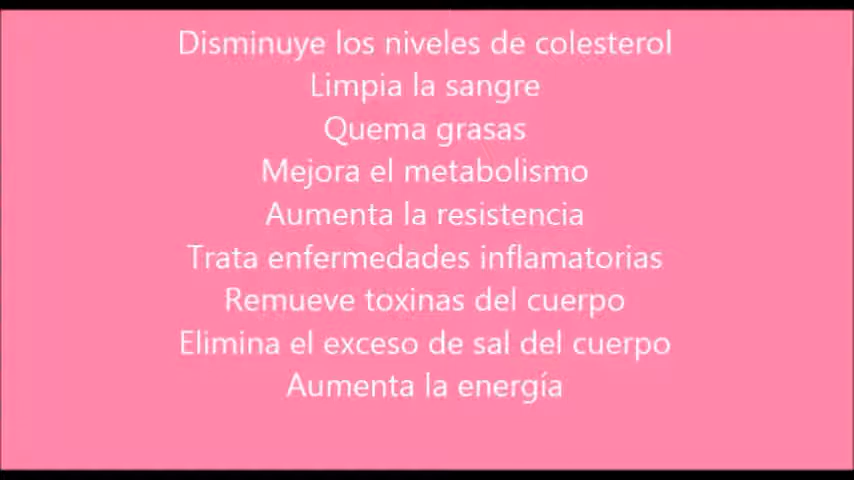 Disminuye los niveles de colesterol
Limpia la sangre
Quema grasas
Mejora el metabolismo
Aumenta la resistencia
Trata enfermedades inflamatorias
Remueve toxinas del cuerpo
Elimina el exceso de sal del cuerpo
Aumenta la energía